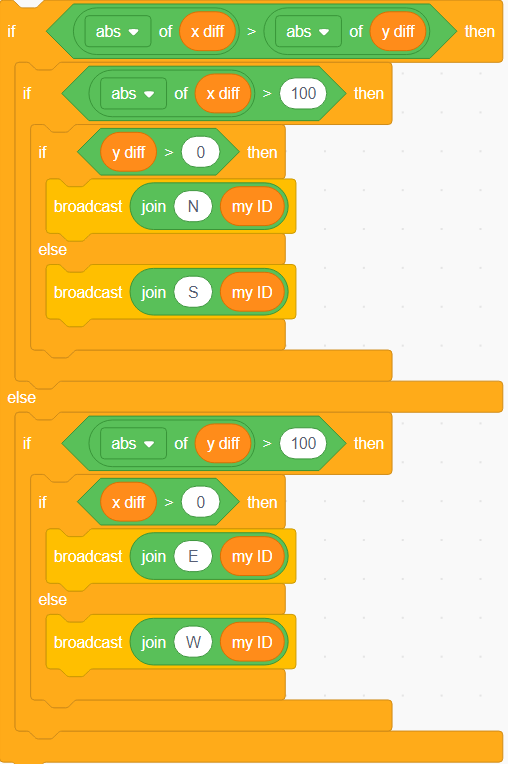 if abs of x diff > abs of y diff then
if abs of x diff > 100 then
if y diff > 0 then
broadcast join N my ID
else
broadcast join S my ID
else
if abs of y diff > 100 then
if x diff > 0 then
broadcast join E my ID
else
broadcast join W my ID